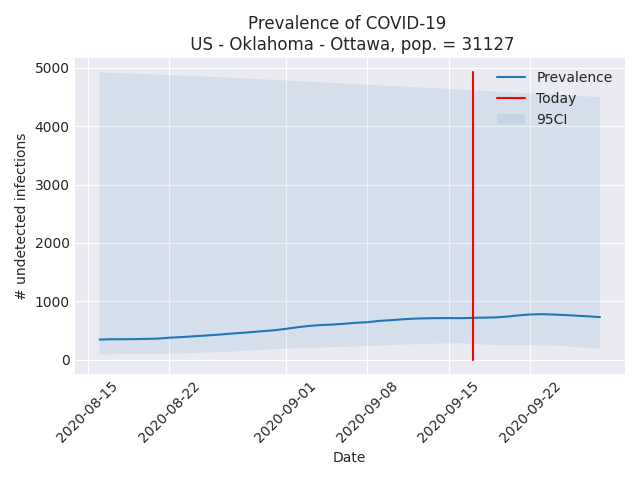 Prevalence of COVID-19
US - Oklahoma - Ottawa, pop. = 31127
5000
4000
3000
2000
1000
0
# undetected infections
Prevalence
Today
95CI
2020-08-15
2020-08-22
2020-09-01
2020-09-08
2020-09-15
2020-09-22
Date